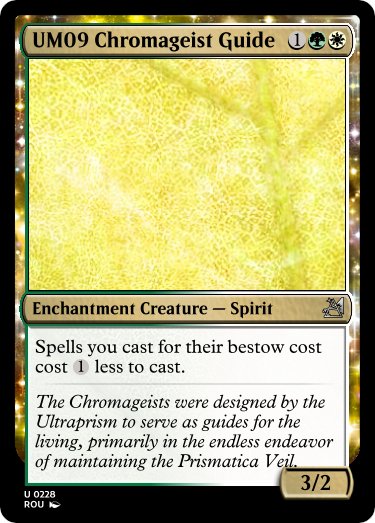 UM09 Chromageist Guide 1
Enchantment Creature — Spirit
Spells you cast for their bestow cost
cost 1 less to cast.
The Chromageists were designed by the
Ultraprism to serve as guides for the
living, primarily in the endless endeavor
of maintaining the Prismatica Veil.
3/2
U 0228
ROU